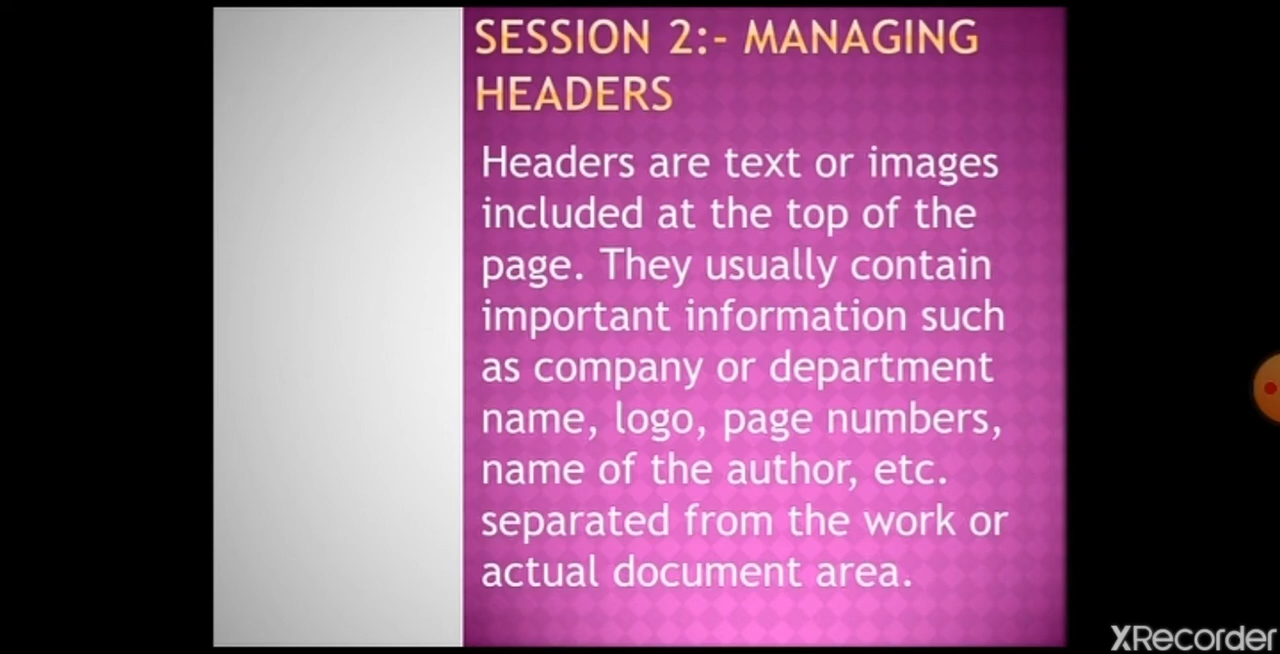 SESSION 2:- MANAGING
HEADERS
Headers are text or images
included at the top of the
page. They usually contain
important information such
as company or department
name, logo, page numbers,
name of the author, etc.
separated from the work or
actual document area.
XRecorder